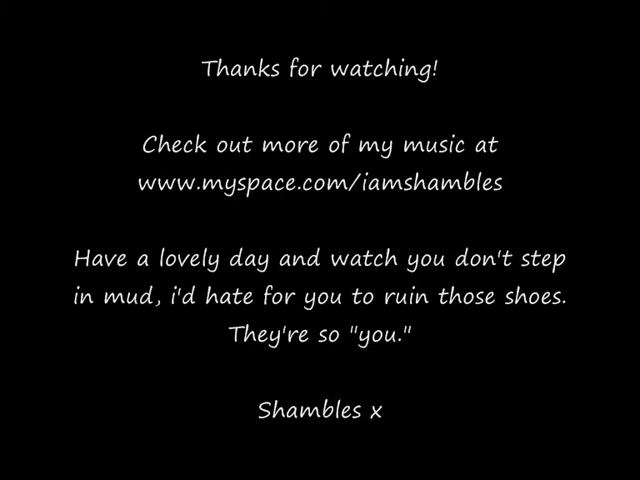 Thanks for watching!
Check out more of my music at
www.myspace.com/iamshambles
Have a lovely day and watch you don't step
in mud, i'd hate for you to ruin those shoes.
They're so "you."
Shambles x